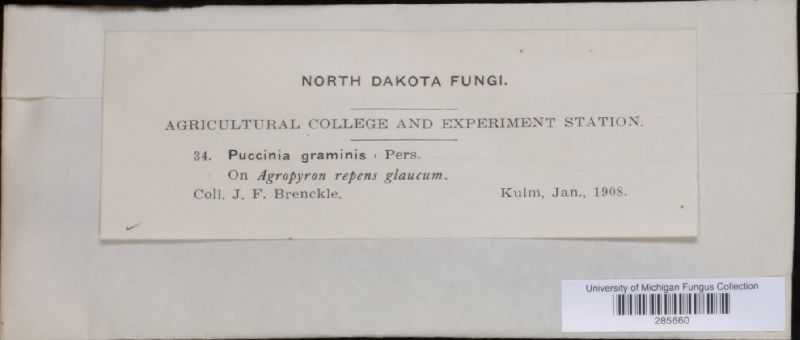 NORTH DAKOTA FUNGI.
AGRICULTURAL COLLEGE AND EXPERIMENT STATION.
34. Puccinia graminis Pers.
On Agropyron repens glaucum.
Coll. J. F. Brenckle. Kulm, Jan., 1908.
University of Michigan Fungus Collection
285660